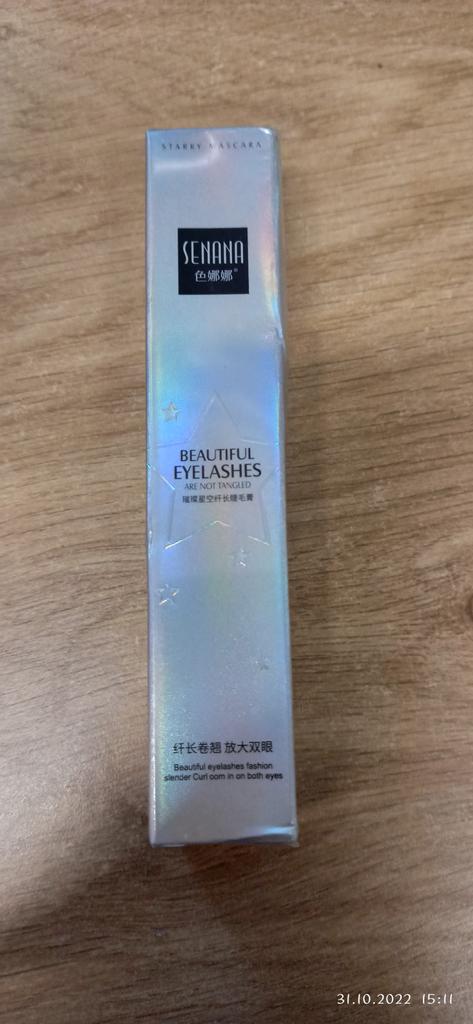 STARRY MASCARA
SENANA
色娜娜®
BEAUTIFUL
EYELASHES
ARE NOT TANGLED
璀璨星空纤长睫毛膏
纤长卷翘 放大双眼
Beautiful eyelashes fashion
slender Curl oom in on both eyes
31.10.2022 15:11